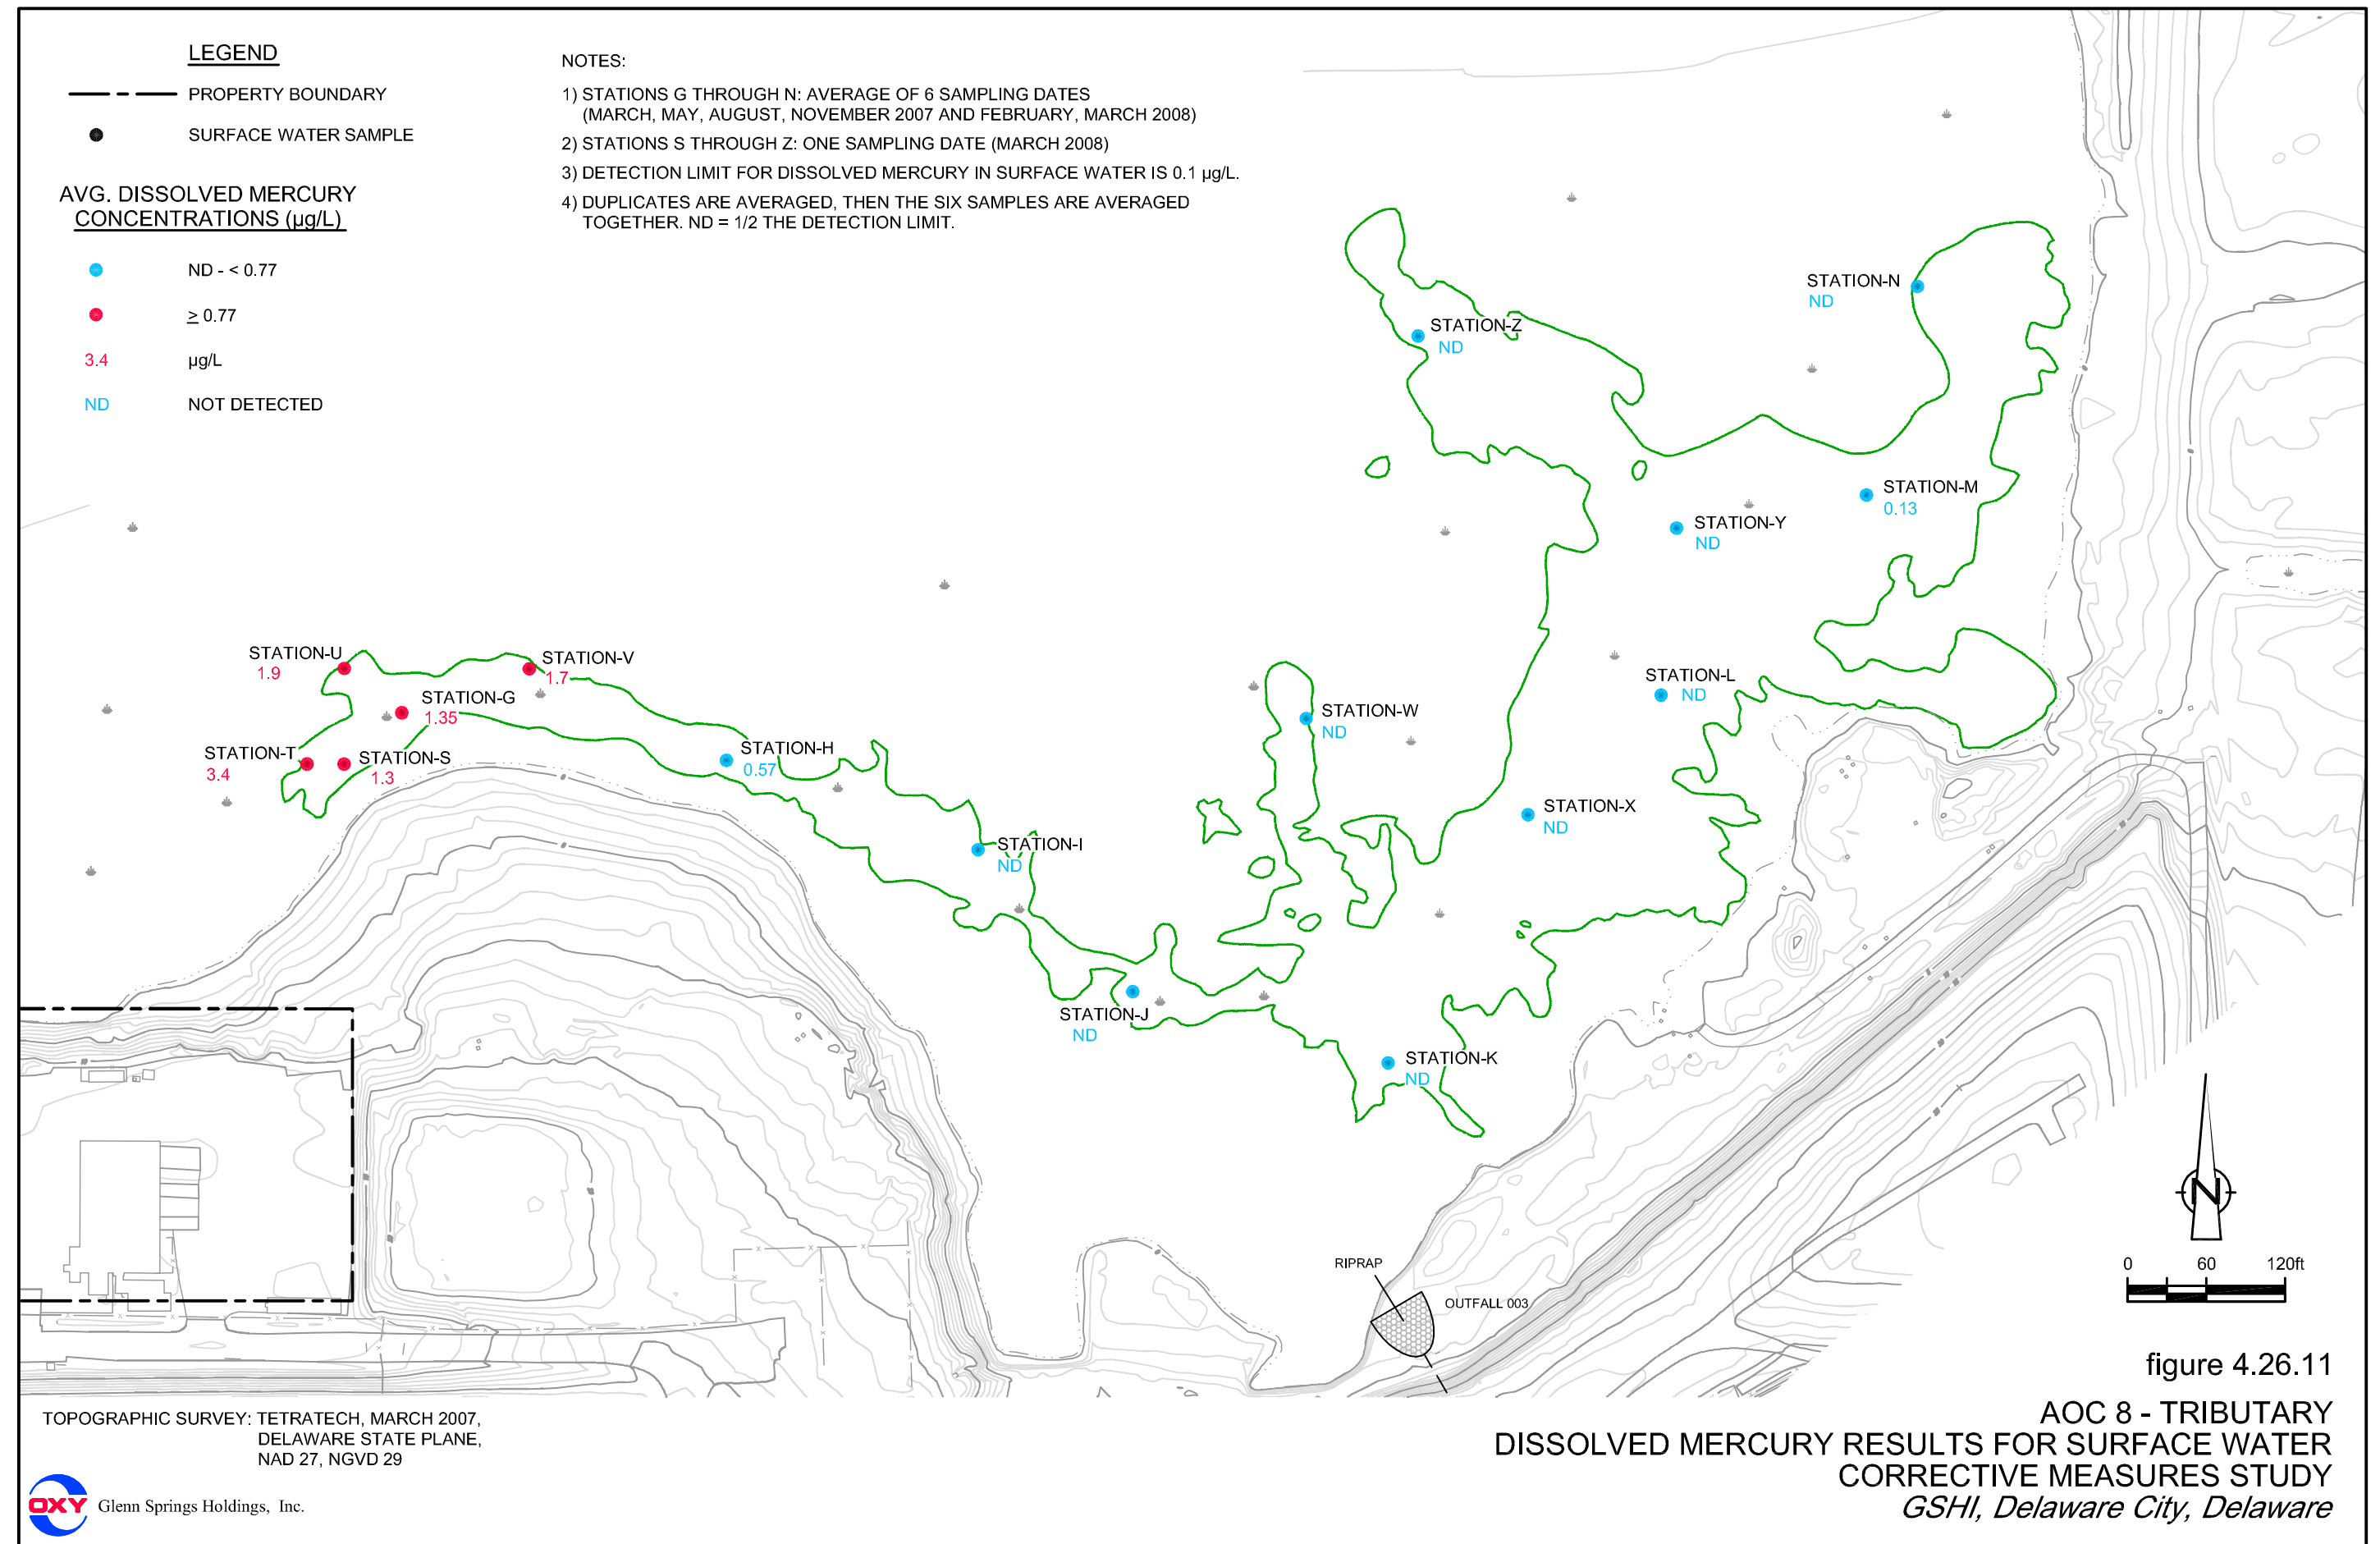 LEGEND
PROPERTY BOUNDARY
SURFACE WATER SAMPLE
AVG. DISSOLVED MERCURY
CONCENTRATIONS (µg/L)
ND - < 0.77
≥ 0.77
3.4 µg/L
ND NOT DETECTED
NOTES:
1) STATIONS G THROUGH N: AVERAGE OF 6 SAMPLING DATES
(MARCH, MAY, AUGUST, NOVEMBER 2007 AND FEBRUARY, MARCH 2008)
2) STATIONS S THROUGH Z: ONE SAMPLING DATE (MARCH 2008)
3) DETECTION LIMIT FOR DISSOLVED MERCURY IN SURFACE WATER IS 0.1 µg/L.
4) DUPLICATES ARE AVERAGED, THEN THE SIX SAMPLES ARE AVERAGED
TOGETHER. ND = 1/2 THE DETECTION LIMIT.
STATION-N
ND
STATION-Z
ND
STATION-M
0.13
STATION-Y
ND
STATION-U
1.9
STATION-V
1.7
STATION-G
1.35
STATION-T
3.4
STATION-S
1.3
STATION-H
0.57
STATION-L
ND
STATION-W
ND
STATION-X
ND
STATION-I
ND
STATION-J
ND
STATION-K
ND
RIPRAP
OUTFALL 003
N
0 60 120ft
figure 4.26.11
AOC 8 - TRIBUTARY
DISSOLVED MERCURY RESULTS FOR SURFACE WATER
CORRECTIVE MEASURES STUDY
GSHI, Delaware City, Delaware
TOPOGRAPHIC SURVEY: TETRATECH, MARCH 2007,
DELAWARE STATE PLANE,
NAD 27, NGVD 29
OXY Glenn Springs Holdings, Inc.